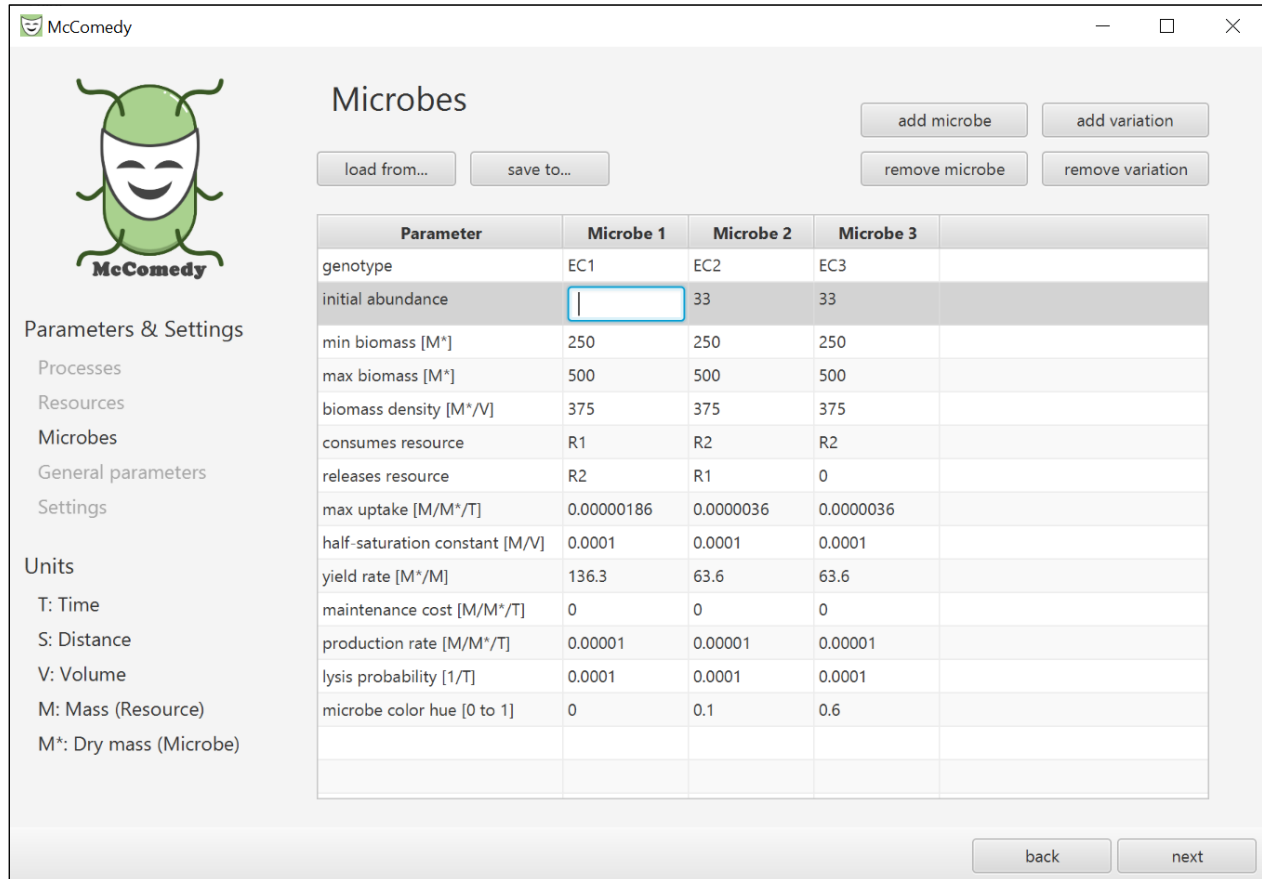 McComedy
McComedy
Parameters & Settings
Processes
Resources
Microbes
General parameters
Settings
Units
T: Time
S: Distance
V: Volume
M: Mass (Resource)
M*: Dry mass (Microbe)
Microbes
add microbe add variation
load from... save to... remove microbe remove variation
Parameter Microbe 1 Microbe 2 Microbe 3
genotype EC1 EC2 EC3
initial abundance 33 33
min biomass [M*] 250 250 250
max biomass [M*] 500 500 500
biomass density [M*/V] 375 375 375
consumes resource R1 R2 R2
releases resource R2 R1 0
max uptake [M/M*/T] 0.00000186 0.0000036 0.0000036
half-saturation constant [M/V] 0.0001 0.0001 0.0001
yield rate [M*/M] 136.3 63.6 63.6
maintenance cost [M/M*/T] 0 0 0
production rate [M/M*/T] 0.00001 0.00001 0.00001
lysis probability [1/T] 0.0001 0.0001 0.0001
microbe color hue [0 to 1] 0 0.1 0.6
back next